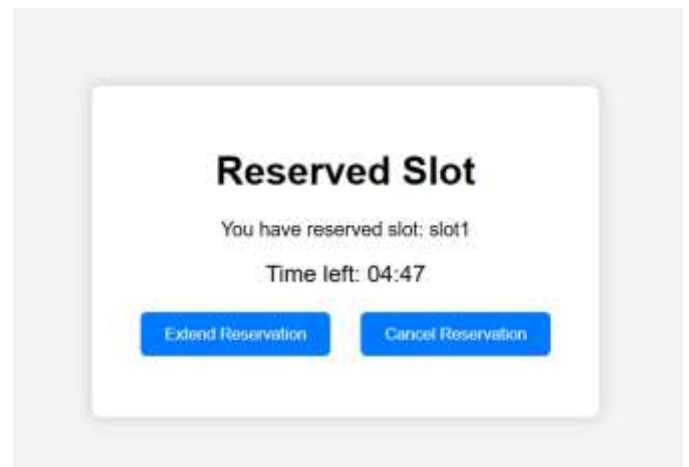 Reserved Slot
You have reserved slot: slot1
Time left: 04:47
Extend Reservation
Cancel Reservation